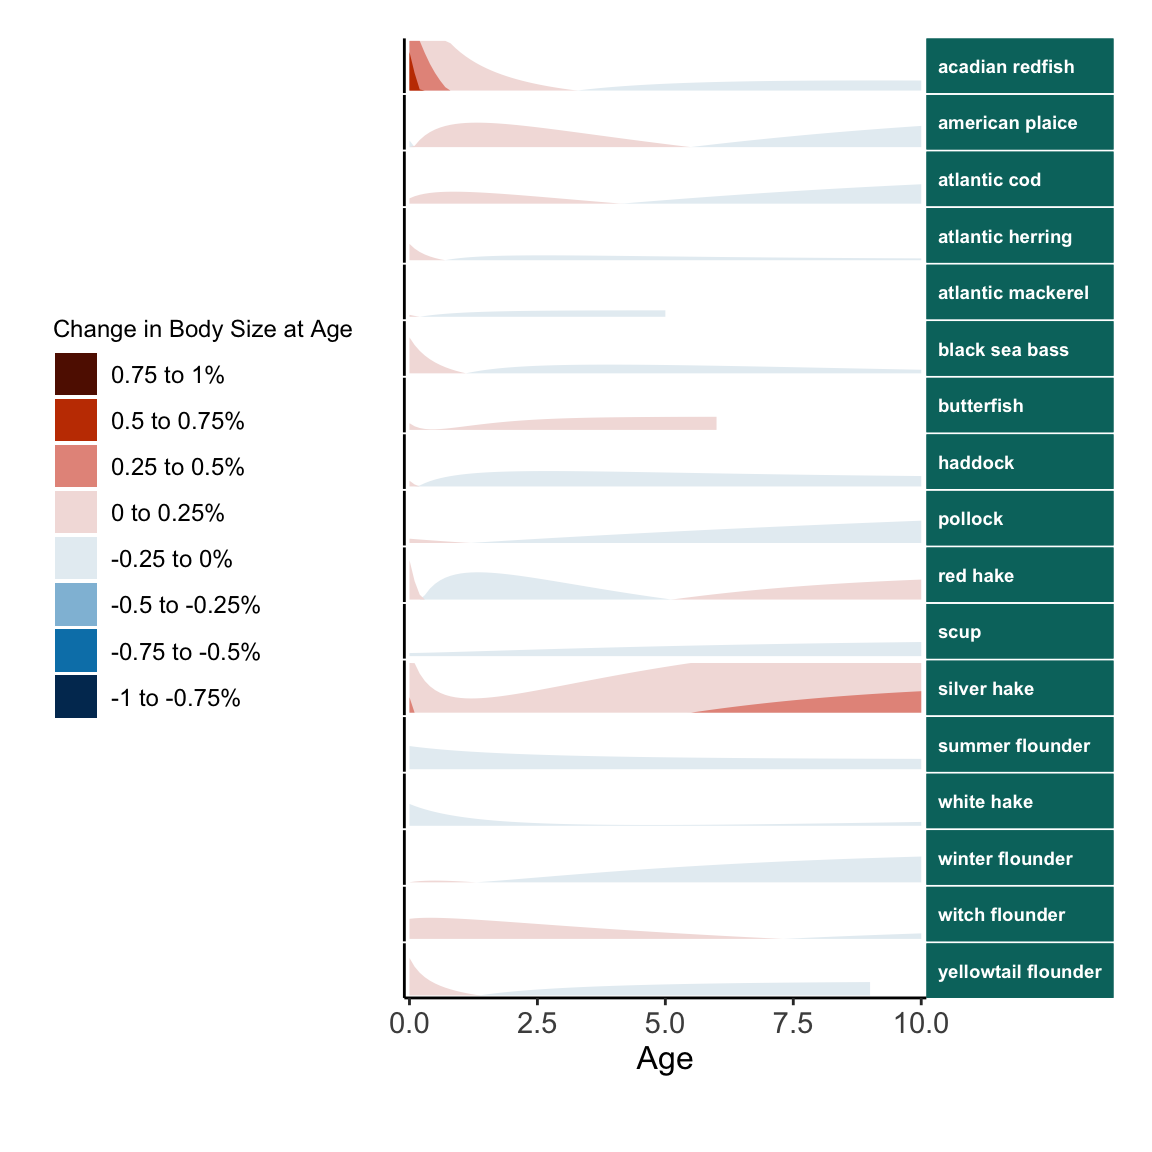 acadian redfish
american plaice
atlantic cod
atlantic herring
atlantic mackerel
black sea bass
butterfish
haddock
pollock
red hake
scup
silver hake
summer flounder
white hake
winter flounder
witch flounder
yellowtail flounder
Change in Body Size at Age
0.75 to 1%
0.5 to 0.75%
0.25 to 0.5%
0 to 0.25%
-0.25 to 0%
-0.5 to -0.25%
-0.75 to -0.5%
-1 to -0.75%
0.0 2.5 5.0 7.5 10.0
Age